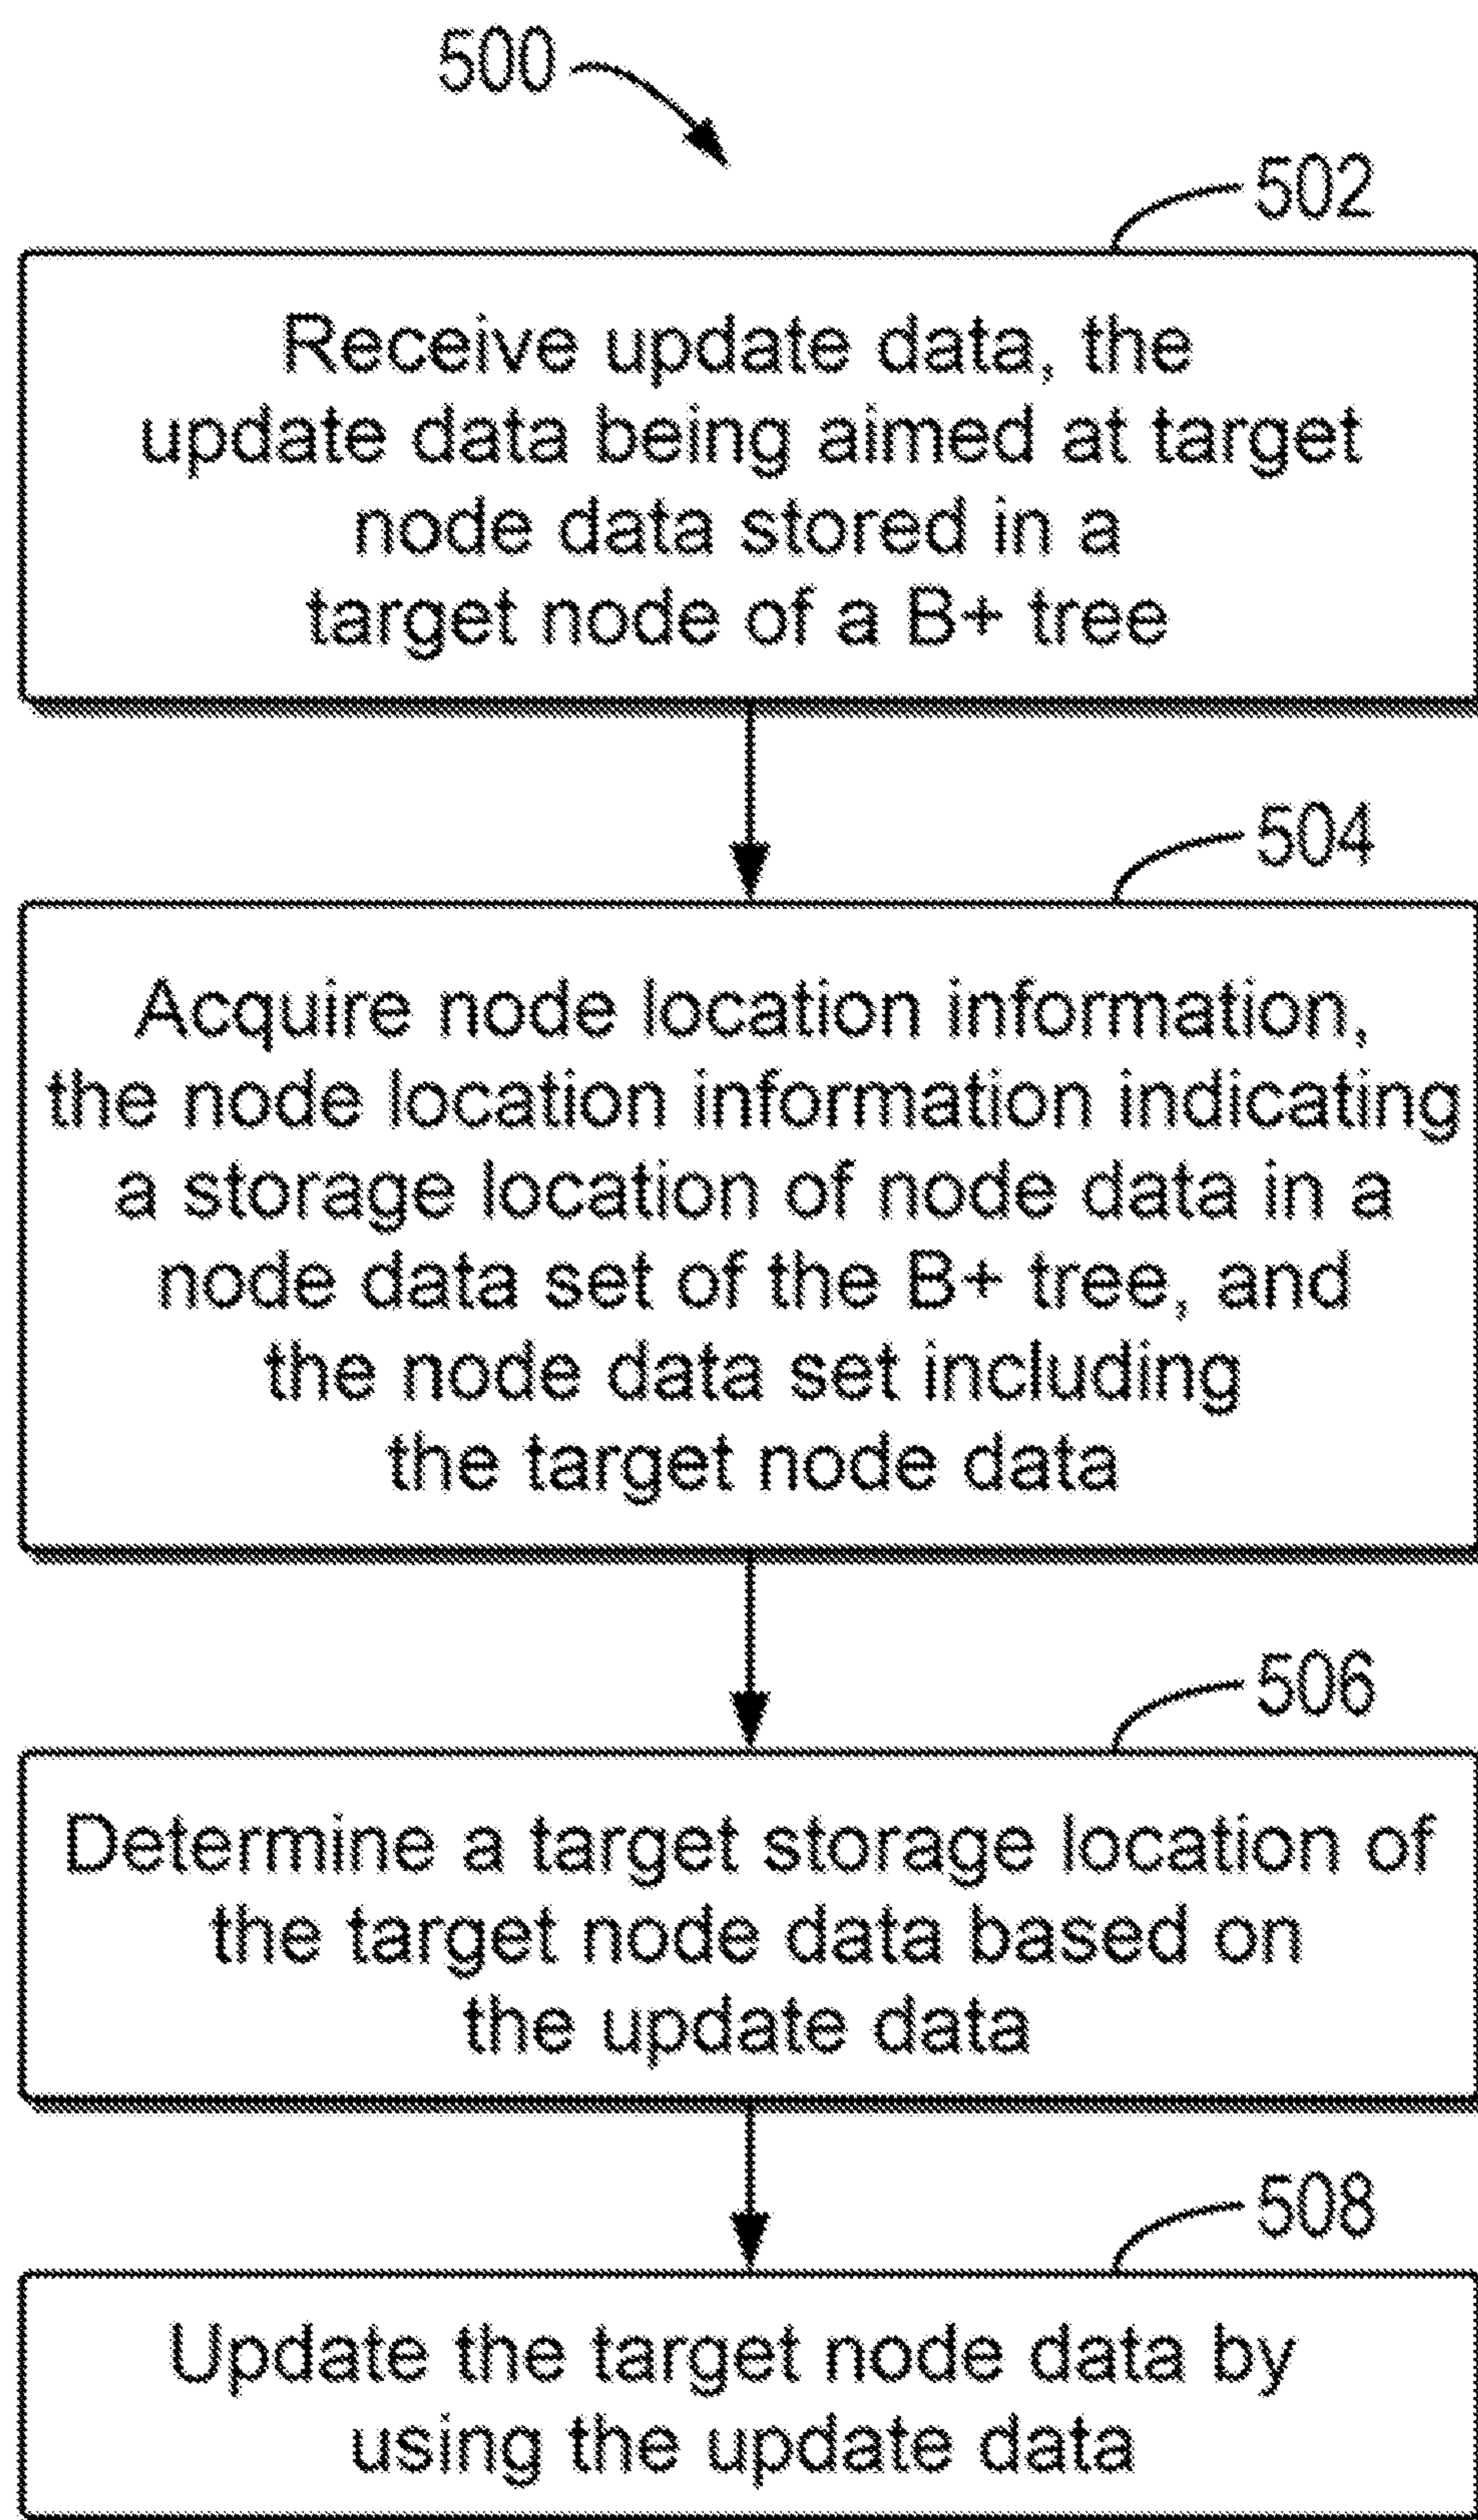 500
502
Receive update data, the
update data being aimed at target
node data stored in a
target node of a B+ tree
504
Acquire node location information,
the node location information indicating
a storage location of node data in a
node data set of the B+ tree, and
the node data set including
the target node data
506
Determine a target storage location of
the target node data based on
the update data
508
Update the target node data by
using the update data